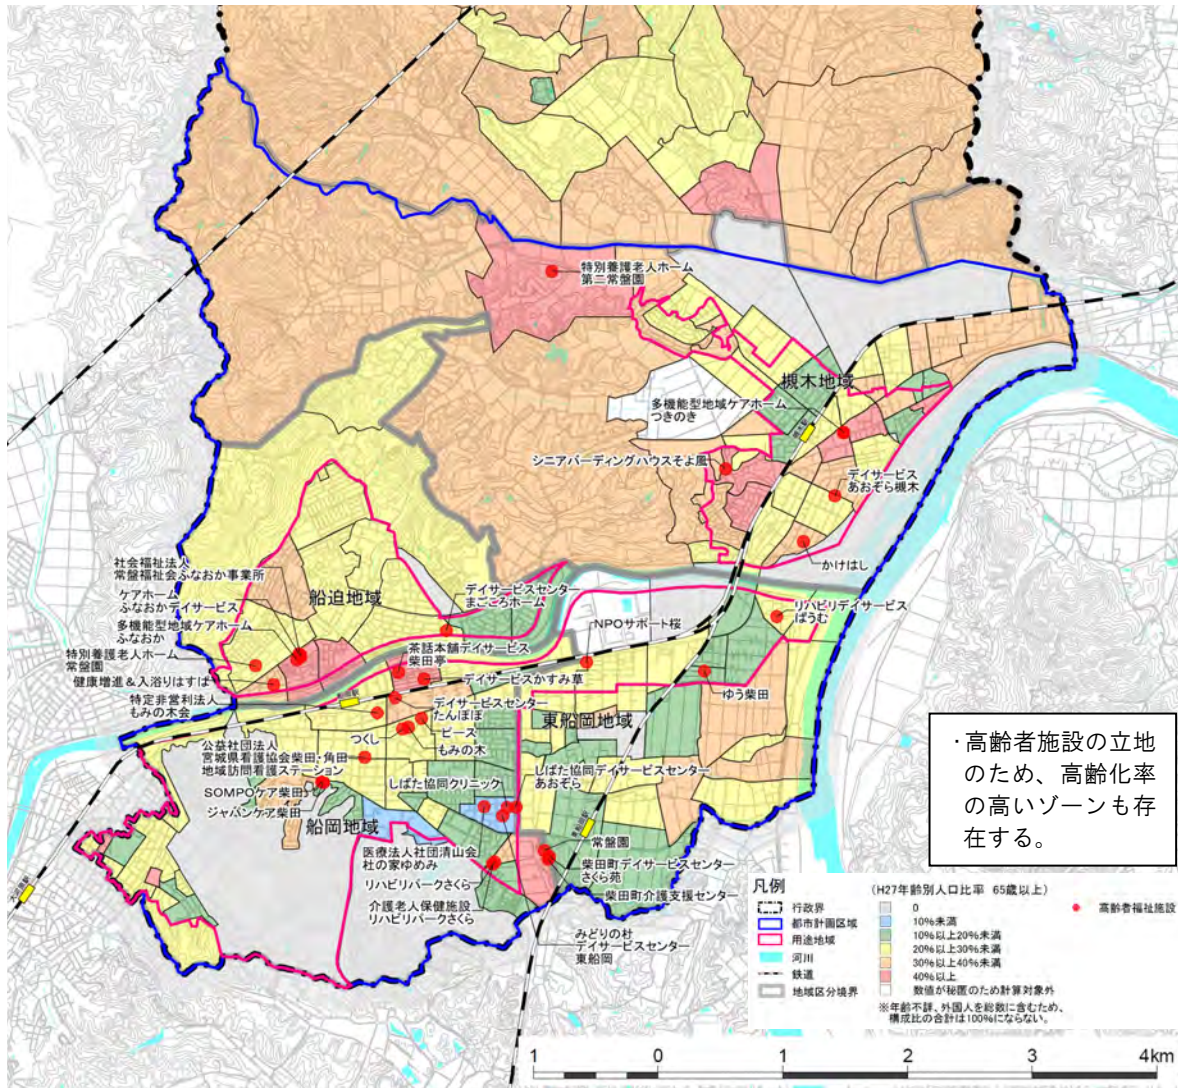 特別養護老人ホーム
第二常盤園
槻木地域
多機能型地域ケアホーム
つきのき
シニアバーディングハウスそよ風
デイサービス
あおぞら槻木
かけはし
社会福祉法人
常盤福祉会ふなおか事業所
ケアホーム
ふなおかデイサービス
多機能型地域ケアホーム
ふなおか
特別養護老人ホーム
常盤園
健康増進&入浴りはすぱ
特定非営利法人
もみの木会
船迫地域
デイサービスセンター
まごころホーム
茶話本舗デイサービス
柴田亭
NPOサポート桜
リハビリデイサービス
ばうむ
デイサービスかすみ草
ゆう柴田
デイサービスセンター
たんぽぽ
ピース
もみの木
つくし
東船岡地域
公益社団法人
宮城県看護協会柴田・角田
地域訪問看護ステーション
SOMPOケア柴田
ジャパンケア柴田
しばた協同クリニック
しばた協同デイサービスセンター
あおぞら
船岡地域
医療法人社団清山会
杜の家ゆめみ
リハビリパークさくら
介護老人保健施設
リハビリパークさくら
常盤園
柴田町デイサービスセンター
さくら苑
柴田町介護支援センター
みどりの杜
デイサービスセンター
東船岡
・高齢者施設の立地
のため、高齢化率
の高いゾーンも存
在する。
凡例
行政界
都市計画区域
用途地域
河川
鉄道
地域区分境界
(H27年齢別人口比率 65歳以上)
0
10%未満
10%以上20%未満
20%以上30%未満
30%以上40%未満
40%以上
数値が秘匿のため計算対象外
※年齢不詳、外国人を総数に含むため、
構成比の合計は100%にならない。
高齢者福祉施設
1 0 1 2 3 4km